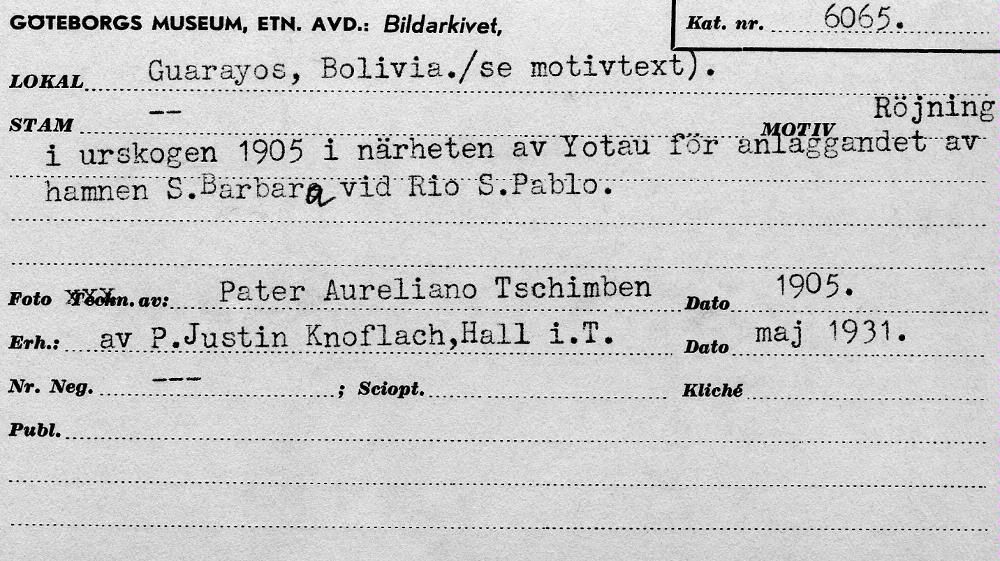 GÖTEBORGS MUSEUM, ETN. AVD.: Bildarkivet,
Kat. nr. 6065.
LOKAL Guarayos, Bolivia./se motivtext).
STAM -- MOTIV Röjning
i urskogen 1905 i närheten av Yotau för anläggandet av
hamnen S.Barbara vid Rio S.Pablo.
Foto Techn. av: Pater Aureliano Tschimben Dato 1905.
Erh.: av P.Justin Knoflach,Hall i.T. Dato maj 1931.
Nr. Neg. --- ; Sciopt. Kliché
Publ.